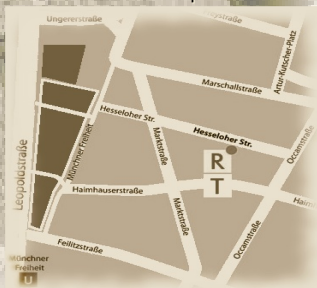 Ungererstraße
Artur-Kutscher-Platz
Marschallstraße
Hesseloher Str.
Hesseloher Str.
Leopoldstraße
Münchner Freiheit
Marktstraße
R
T
Occamstraße
Haimhauserstraße
Marktstraße
Occamstraße
Feilitzstraße
Münchner
Freiheit
U